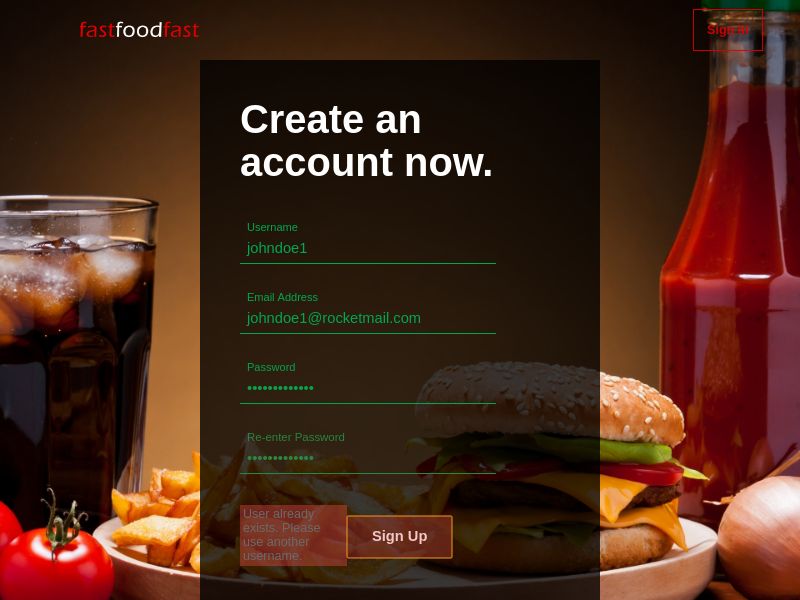 fastfoodfast
Sign In
Create an
account now.
Username
johndoe1
Email Address
johndoe1@rocketmail.com
Password
•••••••••••••
Re-enter Password
•••••••••••••
User already
exists. Please
use another
username.
Sign Up